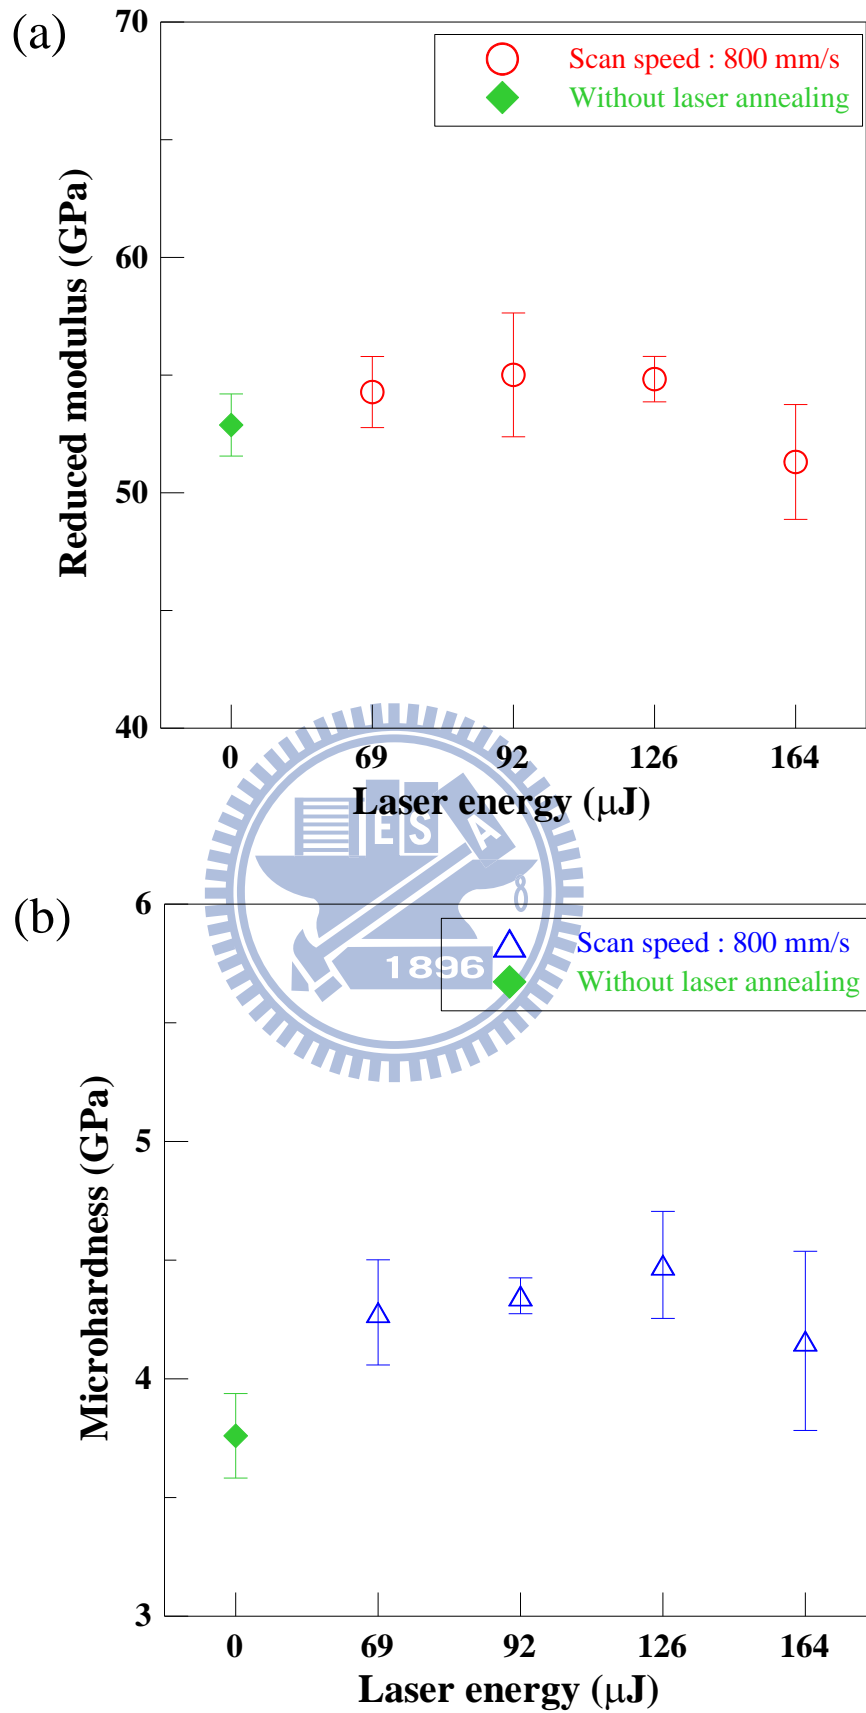 (a)
70
Scan speed : 800 mm/s
Without laser annealing
60
50
40
Reduced modulus (GPa)
0 69 92 126 164
Laser energy (μJ)
E S A
1896
(b)
6
Scan speed : 800 mm/s
Without laser annealing
5
4
3
Microhardness (GPa)
0 69 92 126 164
Laser energy (μJ)